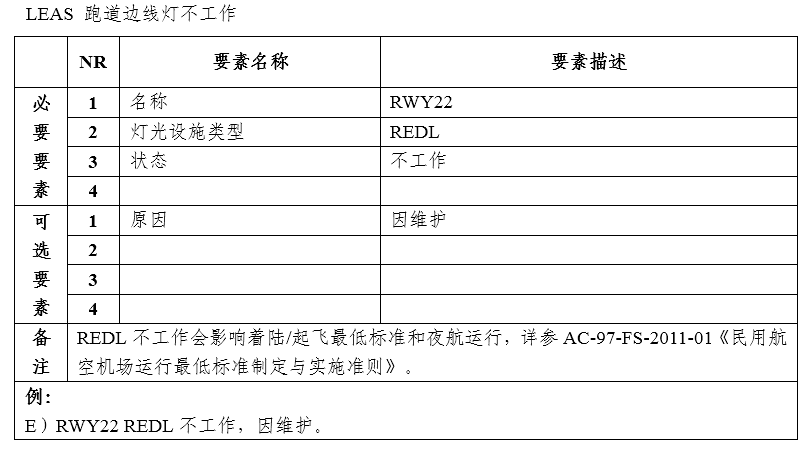 LEAS 跑道边线灯不工作
NR 要素名称 要素描述
必要要素
1 名称 RWY22
2 灯光设施类型 REDL
3 状态 不工作
4
可选要素
1 原因 因维护
2
3
4
备注
REDL 不工作会影响着陆/起飞最低标准和夜航运行，详参 AC-97-FS-2011-01《民用航
空机场运行最低标准制定与实施准则》。
例：
E）RWY22 REDL 不工作，因维护。